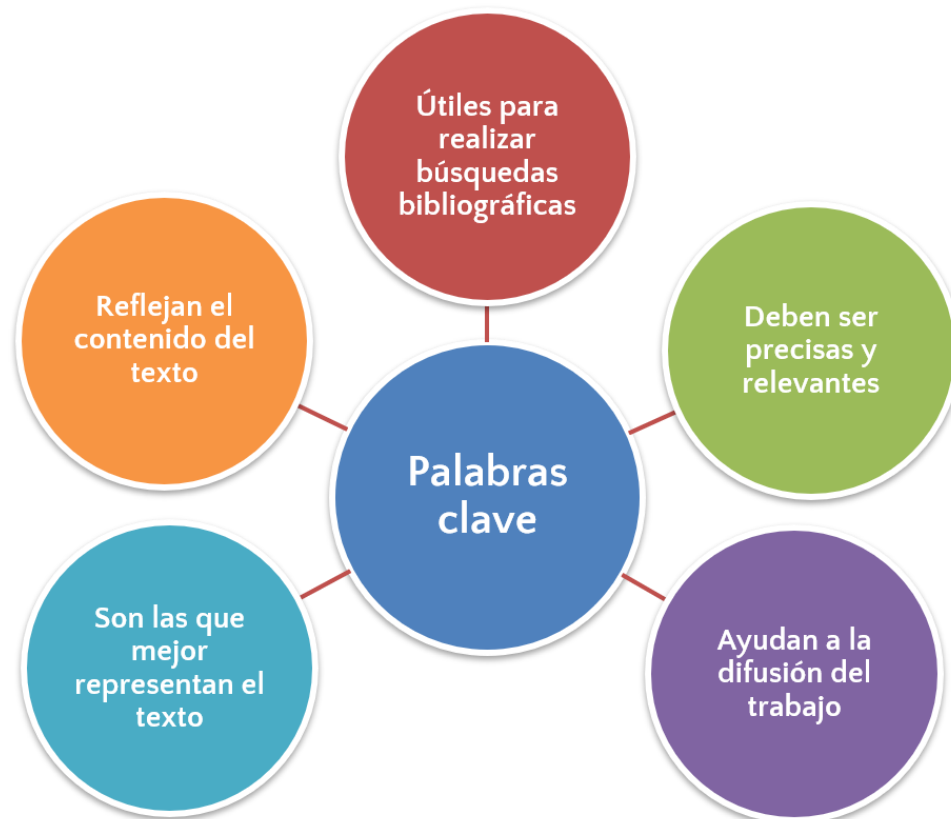 Útiles para
realizar
búsquedas
bibliográficas
Reflejan el
contenido del
texto
Deben ser
precisas y
relevantes
Palabras
clave
Son las que
mejor
representan el
texto
Ayudan a la
difusión del
trabajo